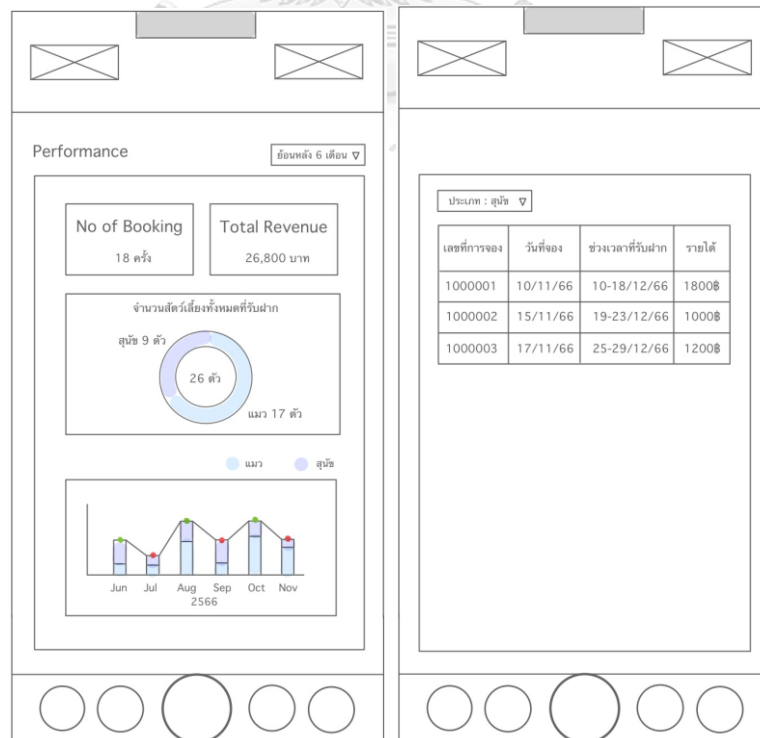 Performance
ย้อนหลัง 6 เดือน ▽
No of Booking
18 ครั้ง
Total Revenue
26,800 บาท
จำนวนสัตว์เลี้ยงทั้งหมดที่รับฝาก
สุนัข 9 ตัว
26 ตัว
แมว 17 ตัว
แมว สุนัข
Jun Jul Aug Sep Oct Nov
2566
ประเภท : สุนัข ▽
เลขที่การจอง วันที่จอง ช่วงเวลาที่รับฝาก รายได้
1000001 10/11/66 10-18/12/66 1800฿
1000002 15/11/66 19-23/12/66 1000฿
1000003 17/11/66 25-29/12/66 1200฿